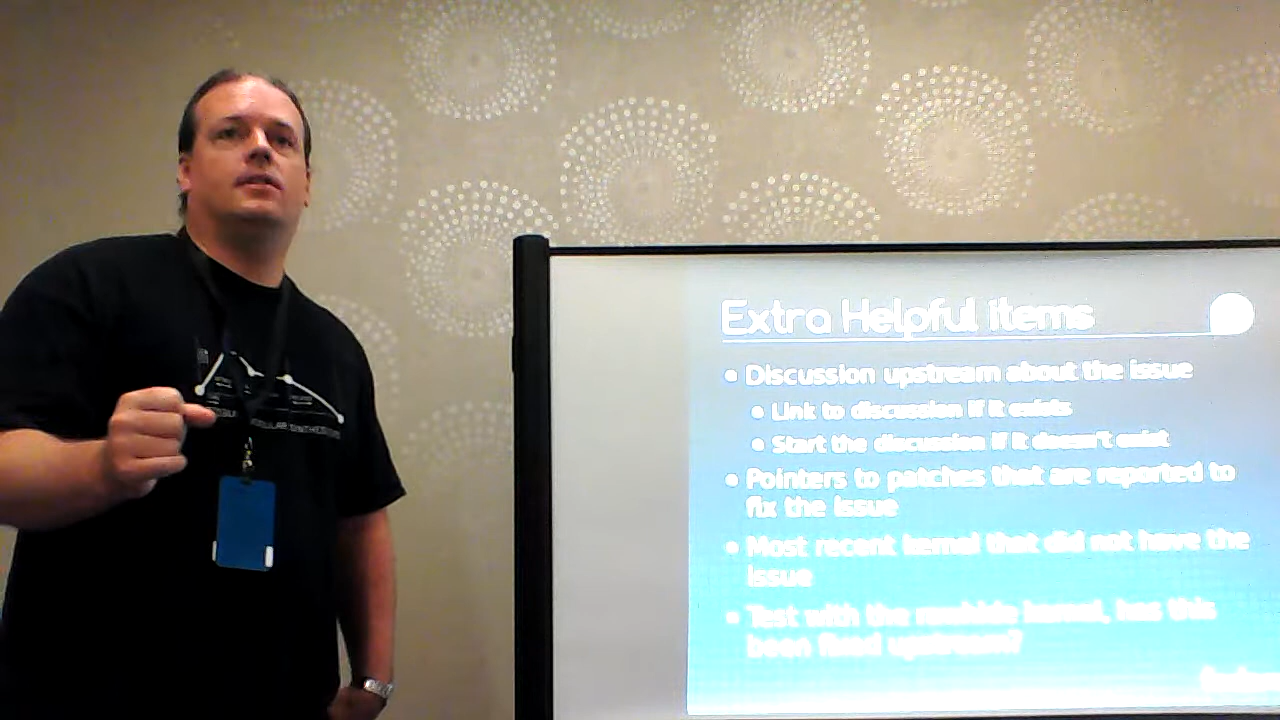 Extra Helpful Items
• Discussion upstream about the issue
• Link to discussion if it exists
• Start the discussion if it doesn't exist
• Pointers to patches that are reported to
fix the issue
• Most recent kernel that did not have the
issue
• Test with the rawhide kernel, has this
been fixed upstream?